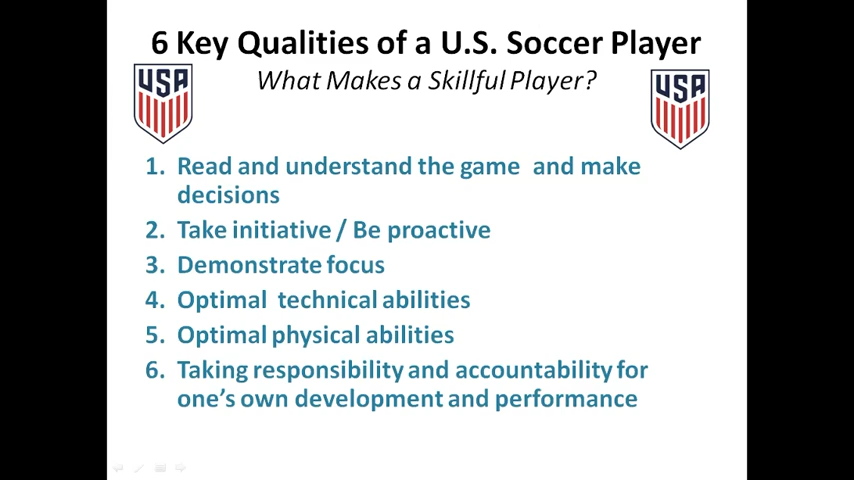 6 Key Qualities of a U.S. Soccer Player
What Makes a Skillful Player?
USA
USA
1. Read and understand the game and make
decisions
2. Take initiative / Be proactive
3. Demonstrate focus
4. Optimal technical abilities
5. Optimal physical abilities
6. Taking responsibility and accountability for
one's own development and performance